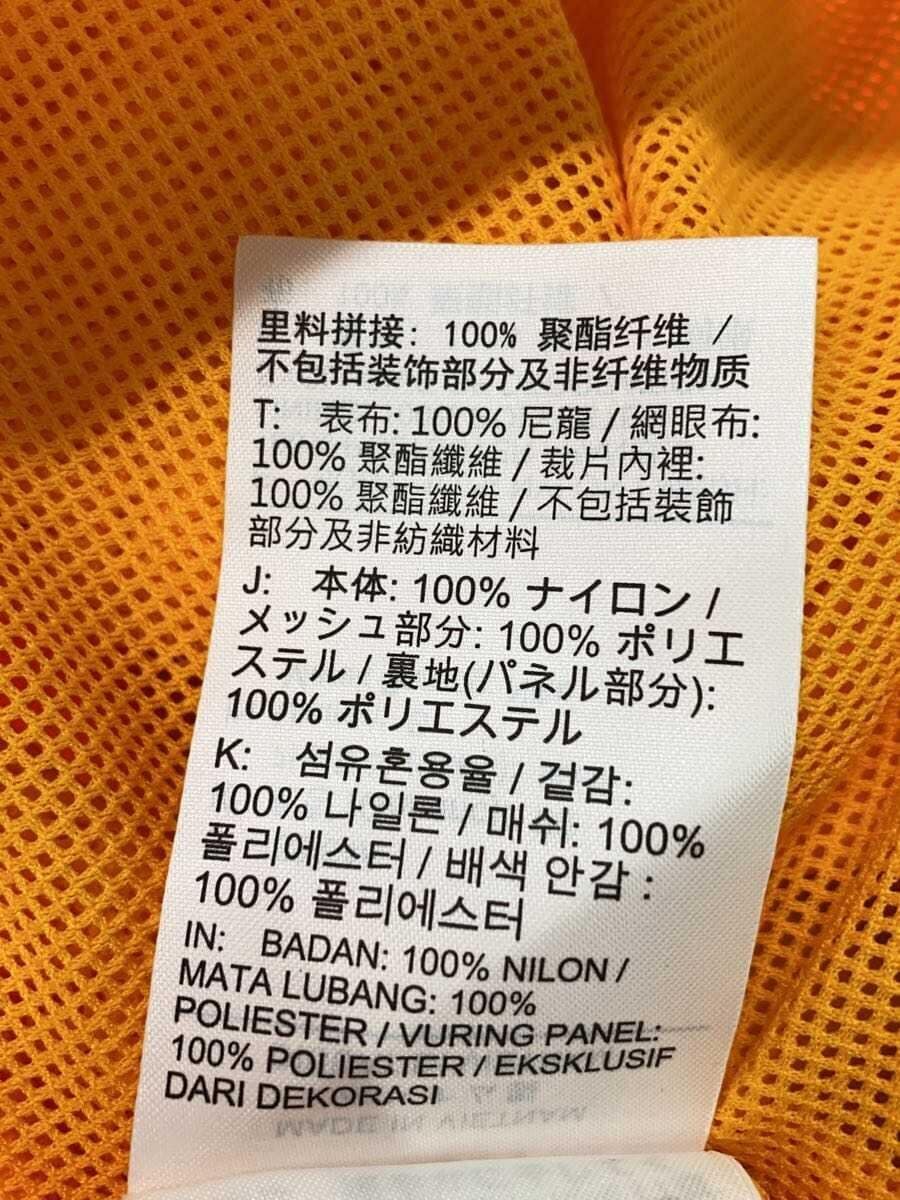 里料拼接: 100% 聚酯纤维 /
不包括装饰部分及非纤维物质
T: 表布: 100% 尼龍 / 網眼布:
100% 聚酯纖維 / 裁片內裡:
100% 聚酯纖維 / 不包括裝飾
部分及非紡織材料
J: 本体: 100% ナイロン /
メッシュ部分: 100% ポリエ
ステル / 裏地(パネル部分):
100% ポリエステル
K: 섬유혼용율 / 겉감:
100% 나일론 / 매쉬: 100%
폴리에스터 / 배색 안감 :
100% 폴리에스터
IN: BADAN: 100% NILON /
MATA LUBANG: 100%
POLIESTER / VURING PANEL:
100% POLIESTER / EKSKLUSIF
DARI DEKORASI